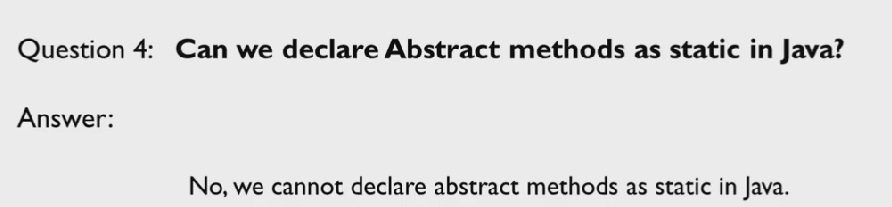 Question 4: Can we declare Abstract methods as static in Java?
Answer:
No, we cannot declare abstract methods as static in Java.